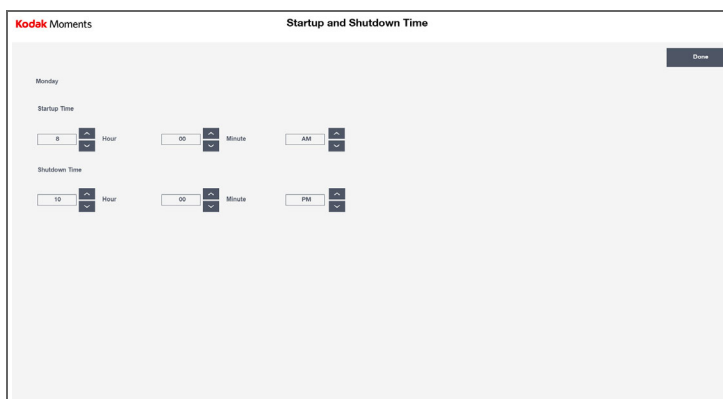 Kodak Moments
Startup and Shutdown Time
Done
Monday
Startup Time
8 Hour 00 Minute AM
Shutdown Time
10 Hour 00 Minute PM